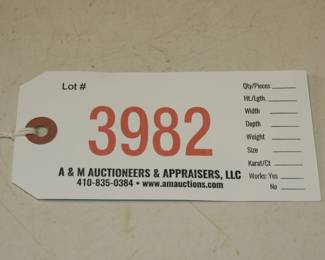 Lot #
3982
A & M AUCTIONEERS & APPRAISERS, LLC
410-835-0384 • www.amauctions.com
Qty/Pieces
Ht./Lgth.
Width
Depth
Weight
Size
Karat/Ct
Works: Yes
No